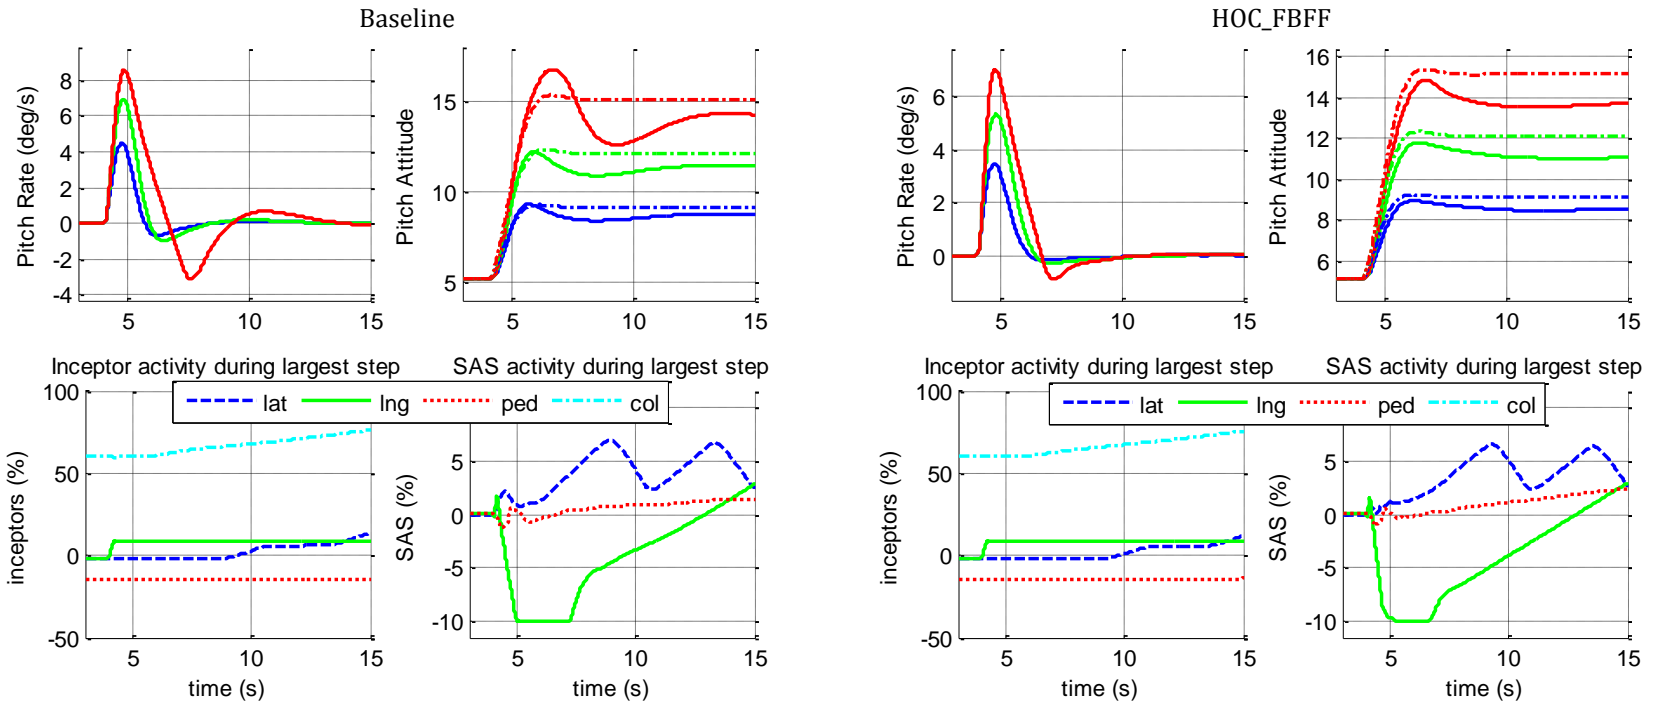 Baseline
HOC_FBFF
Pitch Rate (deg/s)
8
6
4
2
0
-2
-4
5
10
15
Pitch Attitude
15
10
5
5
10
15
Pitch Rate (deg/s)
6
4
2
0
5
10
15
Pitch Attitude
16
14
12
10
8
6
5
10
15
Inceptor activity during largest step
SAS activity during largest step
lat
lng
ped
col
inceptors (%)
100
50
0
-50
5
10
15
time (s)
SAS (%)
5
0
-5
-10
5
10
15
time (s)
Inceptor activity during largest step
SAS activity during largest step
lat
lng
ped
col
inceptors (%)
100
50
0
-50
5
10
15
time (s)
SAS (%)
5
0
-5
-10
5
10
15
time (s)